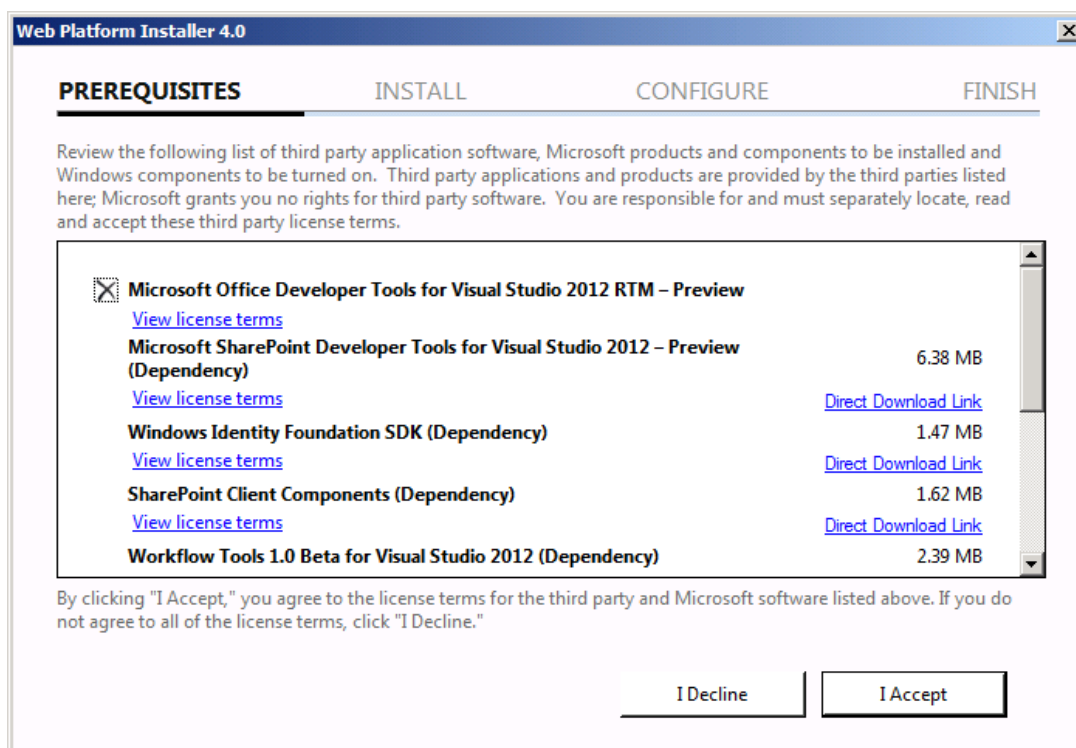 Web Platform Installer 4.0
PREREQUISITES INSTALL CONFIGURE FINISH
Review the following list of third party application software, Microsoft products and components to be installed and
Windows components to be turned on. Third party applications and products are provided by the third parties listed
here; Microsoft grants you no rights for third party software. You are responsible for and must separately locate, read
and accept these third party license terms.
Microsoft Office Developer Tools for Visual Studio 2012 RTM – Preview
View license terms
Microsoft SharePoint Developer Tools for Visual Studio 2012 – Preview
(Dependency) 6.38 MB
View license terms Direct Download Link
Windows Identity Foundation SDK (Dependency) 1.47 MB
View license terms Direct Download Link
SharePoint Client Components (Dependency) 1.62 MB
View license terms Direct Download Link
Workflow Tools 1.0 Beta for Visual Studio 2012 (Dependency) 2.39 MB
By clicking "I Accept," you agree to the license terms for the third party and Microsoft software listed above. If you do
not agree to all of the license terms, click "I Decline."
I Decline I Accept